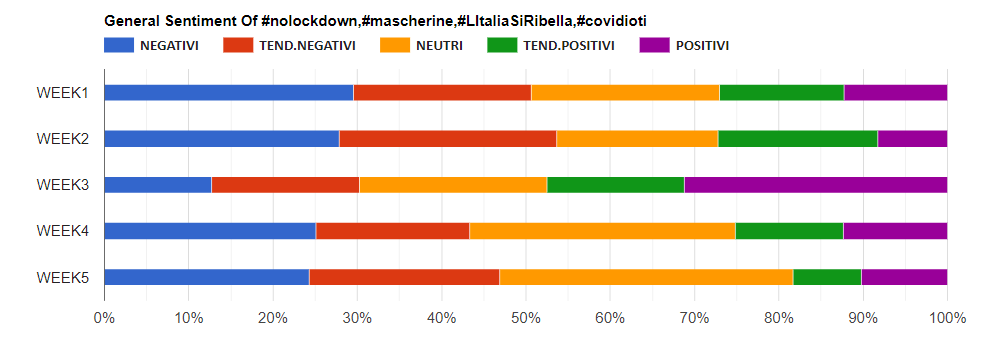 General Sentiment Of #nolockdown,#mascherine,#LItaliaSiRibella,#covidioti
NEGATIVI TEND.NEGATIVI NEUTRI TEND.POSITIVI POSITIVI
WEEK1
WEEK2
WEEK3
WEEK4
WEEK5
0% 10% 20% 30% 40% 50% 60% 70% 80% 90% 100%